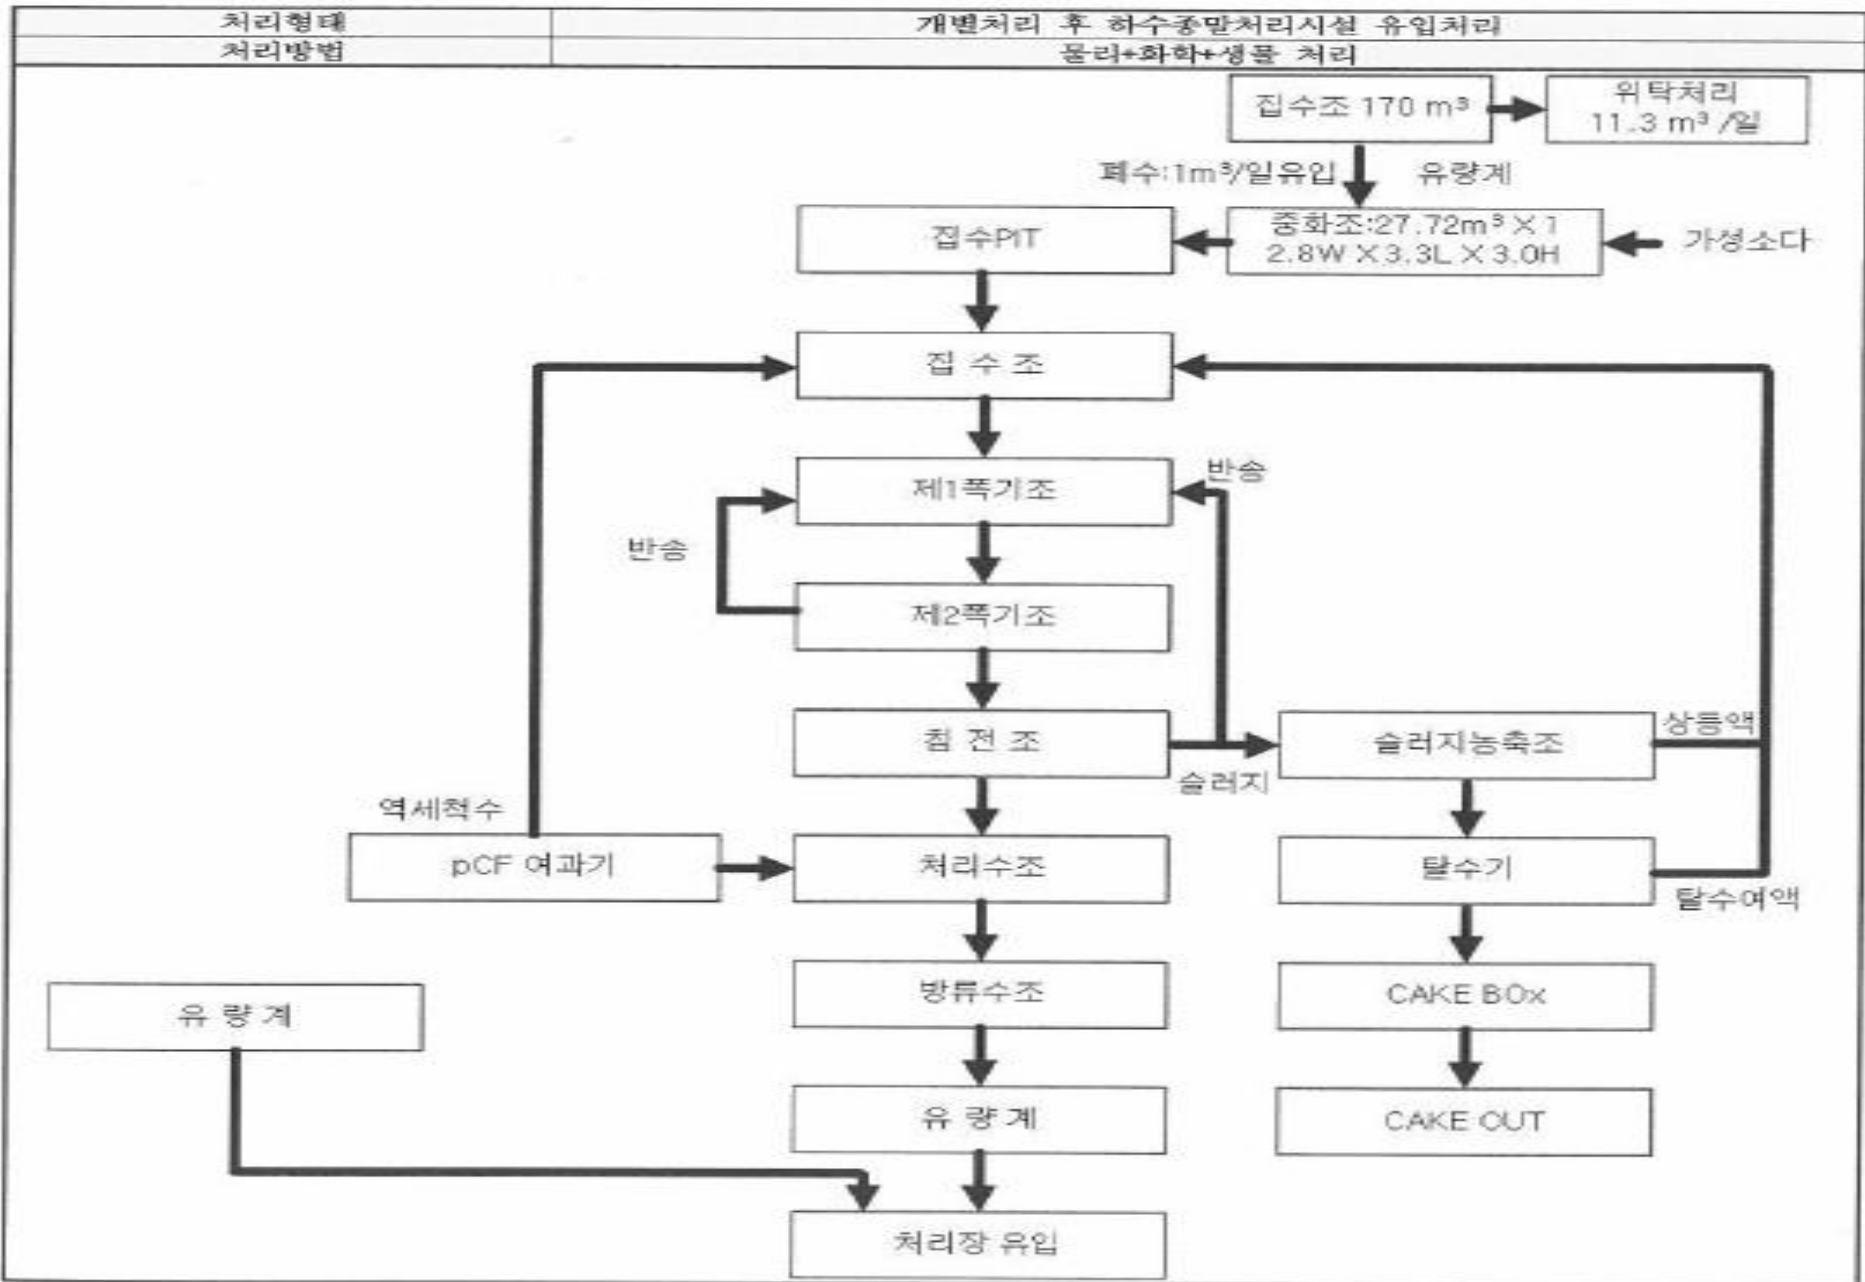 처리형태
개별처리 후 하수종말처리시설 유입처리
처리방법
물리+화학+생물 처리
집수조 170 m³
위탁처리
11.3 m³/일
폐수:1m³/일유입
유량계
집수PIT
중화조:27.72m³ X 1
2.8W X 3.3L X 3.0H
가성소다
집 수 조
제1폭기조
반송
반송
제2폭기조
침 전 조
슬러지
슬러지농축조
상등액
역세척수
pCF 여과기
처리수조
탈수기
탈수여액
유 량 계
방류수조
CAKE BOx
유 량 계
CAKE OUT
처리장 유입